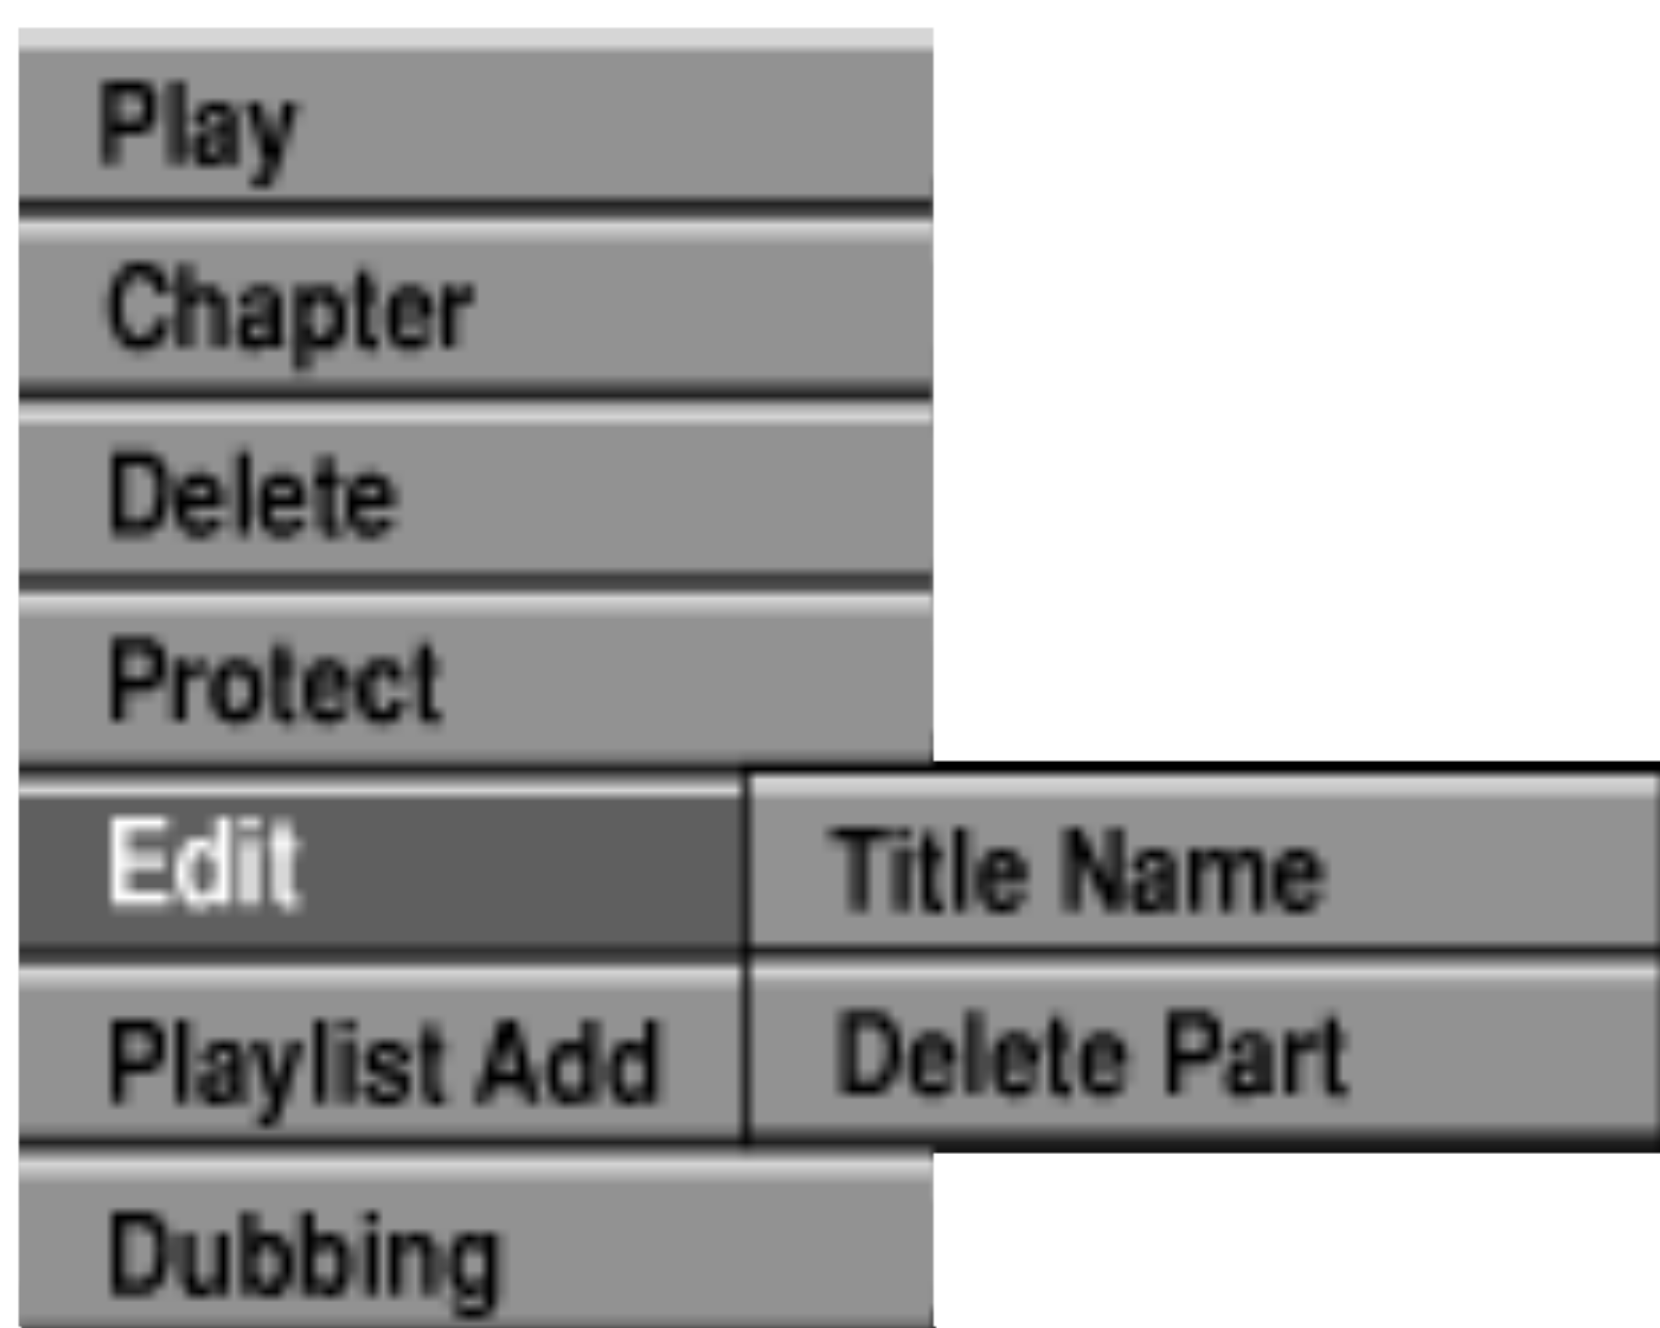 Play
Chapter
Delete
Protect
Edit
Title Name
Playlist Add
Delete Part
Dubbing